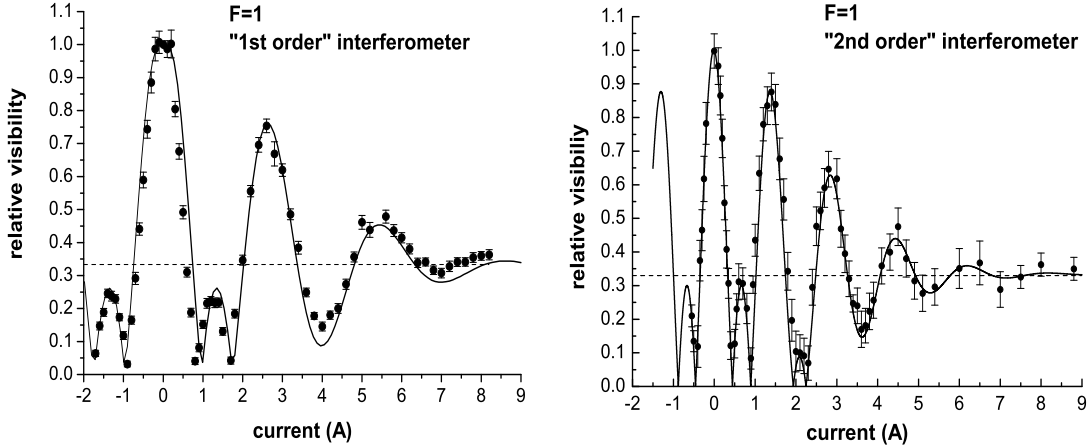 F=1
"1st order" interferometer
relative visibility
1.1
1.0
0.9
0.8
0.7
0.6
0.5
0.4
0.3
0.2
0.1
0.0
-2 -1 0 1 2 3 4 5 6 7 8 9
current (A)
F=1
"2nd order" interferometer
relative visibiliy
1.1
1.0
0.9
0.8
0.7
0.6
0.5
0.4
0.3
0.2
0.1
0.0
-2 -1 0 1 2 3 4 5 6 7 8 9
current (A)